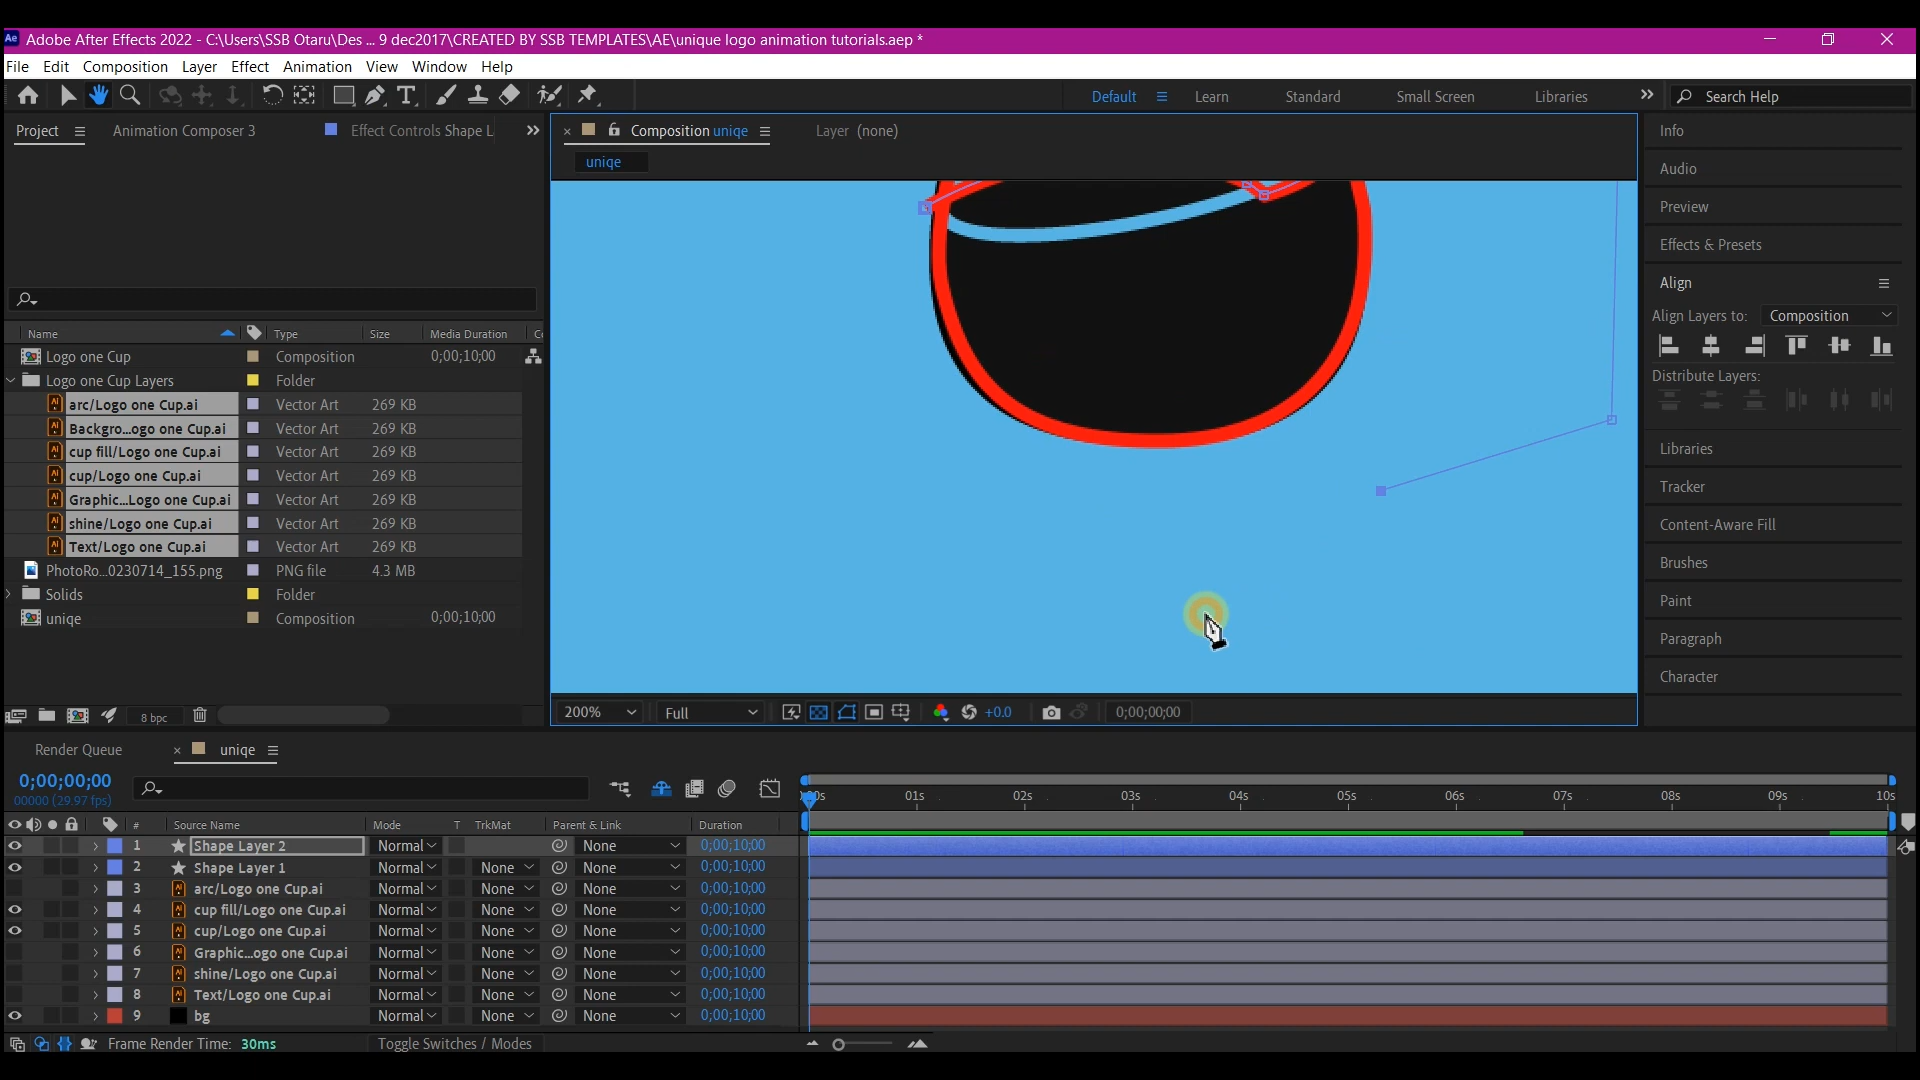 Ae Adobe After Effects 2022 - C:\Users\SSB Otaru\Des ... 9 dec2017\CREATED BY SSB TEMPLATES\AE\unique logo animation tutorials.aep *
File Edit Composition Layer Effect Animation View Window Help
Default Learn Standard Small Screen Libraries Search Help
Project Animation Composer 3 Effect Controls Shape L
Composition uniqe Layer (none)
uniqe
Name Type Size Media Duration
Logo one Cup Composition 0;00;10;00
Logo one Cup Layers Folder
arc/Logo one Cup.ai Vector Art 269 KB
Backgro...ogo one Cup.ai Vector Art 269 KB
cup fill/Logo one Cup.ai Vector Art 269 KB
cup/Logo one Cup.ai Vector Art 269 KB
Graphic...Logo one Cup.ai Vector Art 269 KB
shine/Logo one Cup.ai Vector Art 269 KB
Text/Logo one Cup.ai Vector Art 269 KB
PhotoRo...0230714_155.png PNG file 4.3 MB
Solids Folder
uniqe Composition 0;00;10;00
8 bpc
200% Full +0.0 0;00;00;00
Info
Audio
Preview
Effects & Presets
Align
Align Layers to: Composition
Distribute Layers:
Libraries
Tracker
Content-Aware Fill
Brushes
Paint
Paragraph
Character
Render Queue uniqe
0;00;00;00
00000 (29.97 fps)
01s 02s 03s 04s 05s 06s 07s 08s 09s 10s
# Source Name Mode T TrkMat Parent & Link Duration
1 Shape Layer 2 Normal None 0;00;10;00
2 Shape Layer 1 Normal None None 0;00;10;00
3 arc/Logo one Cup.ai Normal None None 0;00;10;00
4 cup fill/Logo one Cup.ai Normal None None 0;00;10;00
5 cup/Logo one Cup.ai Normal None None 0;00;10;00
6 Graphic...ogo one Cup.ai Normal None None 0;00;10;00
7 shine/Logo one Cup.ai Normal None None 0;00;10;00
8 Text/Logo one Cup.ai Normal None None 0;00;10;00
9 bg Normal None None 0;00;10;00
Frame Render Time: 30ms Toggle Switches / Modes